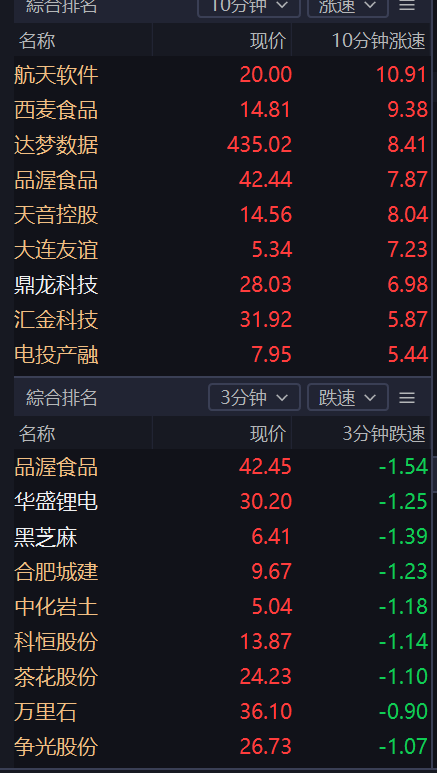 綜合排名 10分钟 涨速
名称 现价 10分钟涨速
航天软件 20.00 10.91
西麦食品 14.81 9.38
达梦数据 435.02 8.41
品渥食品 42.44 7.87
天音控股 14.56 8.04
大连友谊 5.34 7.23
鼎龙科技 28.03 6.98
汇金科技 31.92 5.87
电投产融 7.95 5.44
綜合排名 3分钟 跌速
名称 现价 3分钟跌速
品渥食品 42.45 -1.54
华盛锂电 30.20 -1.25
黑芝麻 6.41 -1.39
合肥城建 9.67 -1.23
中化岩土 5.04 -1.18
科恒股份 13.87 -1.14
茶花股份 24.23 -1.10
万里石 36.10 -0.90
争光股份 26.73 -1.07